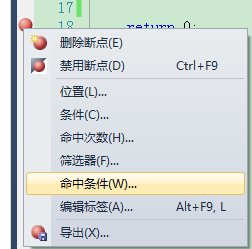 17
18 return 0;
删除断点(E)
禁用断点(D) Ctrl+F9
位置(L)...
条件(C)...
命中次数(H)...
筛选器(F)...
命中条件(W)...
编辑标签(A)... Alt+F9, L
导出(X)...